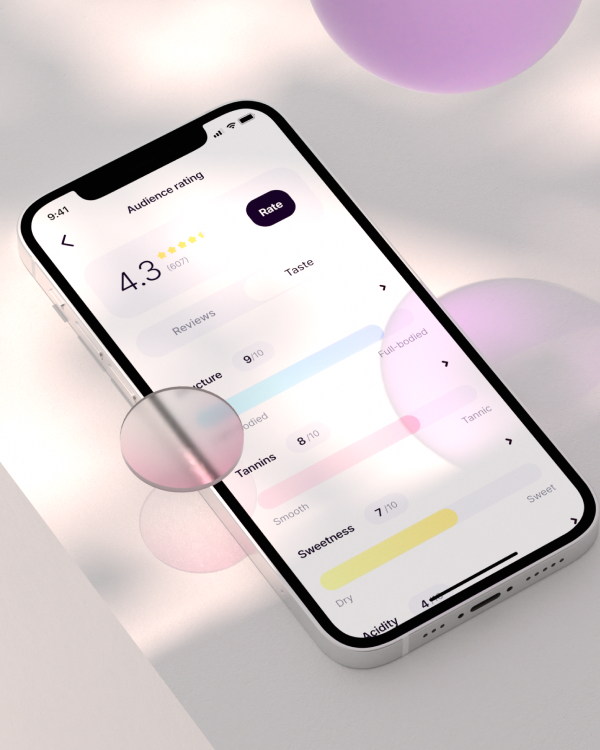 9:41
Audience rating
4.3
(607)
Rate
Reviews
Taste
ucture
9/10
odied
Full-bodied
Tannins
8/10
Smooth
Tannic
Sweetness
7/10
Dry
Sweet
Acidity
4